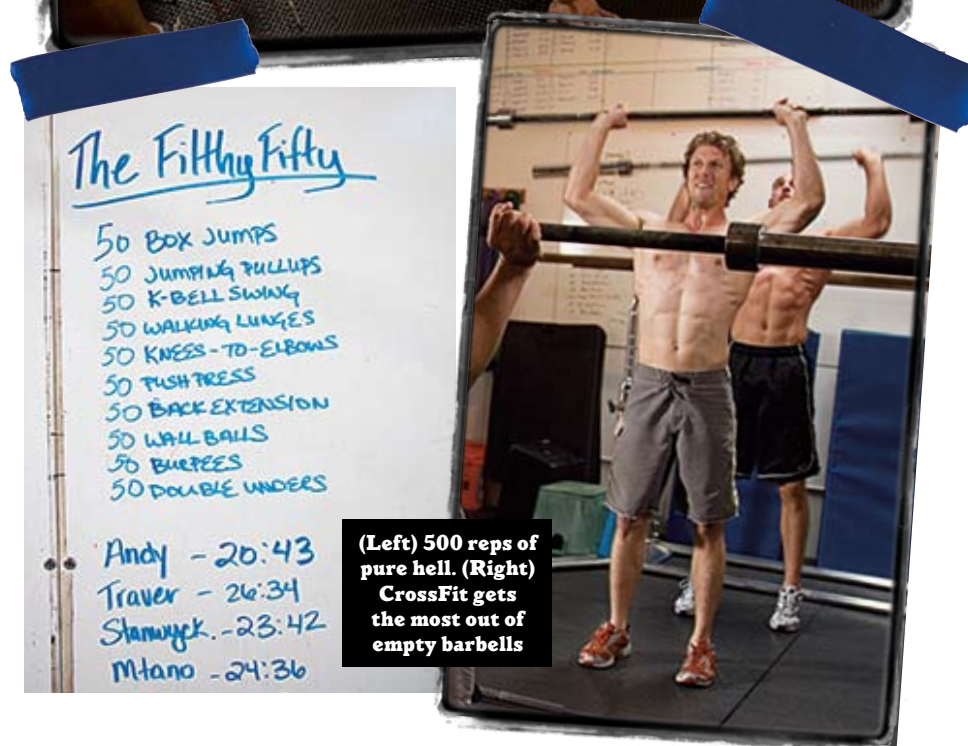 The Filthy Fifty
50 BOX JUMPS
50 JUMPING PULLUPS
50 K-BELL SWING
50 WALKING LUNGES
50 KNEES-TO-ELBOWS
50 PUSH PRESS
50 BACK EXTENSION
50 WALL BALLS
50 BURPEES
50 DOUBLE UNDERS
Andy - 20:43
Traver - 26:34
Stanwyck. - 23:42
Mtano - 24:36
(Left) 500 reps of
pure hell. (Right)
CrossFit gets
the most out of
empty barbells